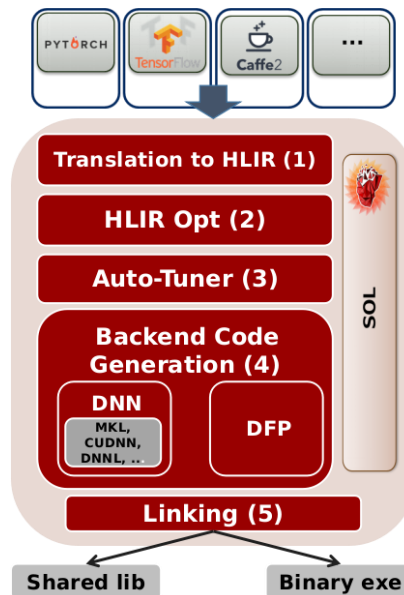 PYTORCH
TensorFlow
Caffe2
...
Translation to HLIR (1)
HLIR Opt (2)
Auto-Tuner (3)
Backend Code
Generation (4)
DNN
MKL,
CUDNN,
DNNL, ...
DFP
SOL
Linking (5)
Shared lib
Binary exe